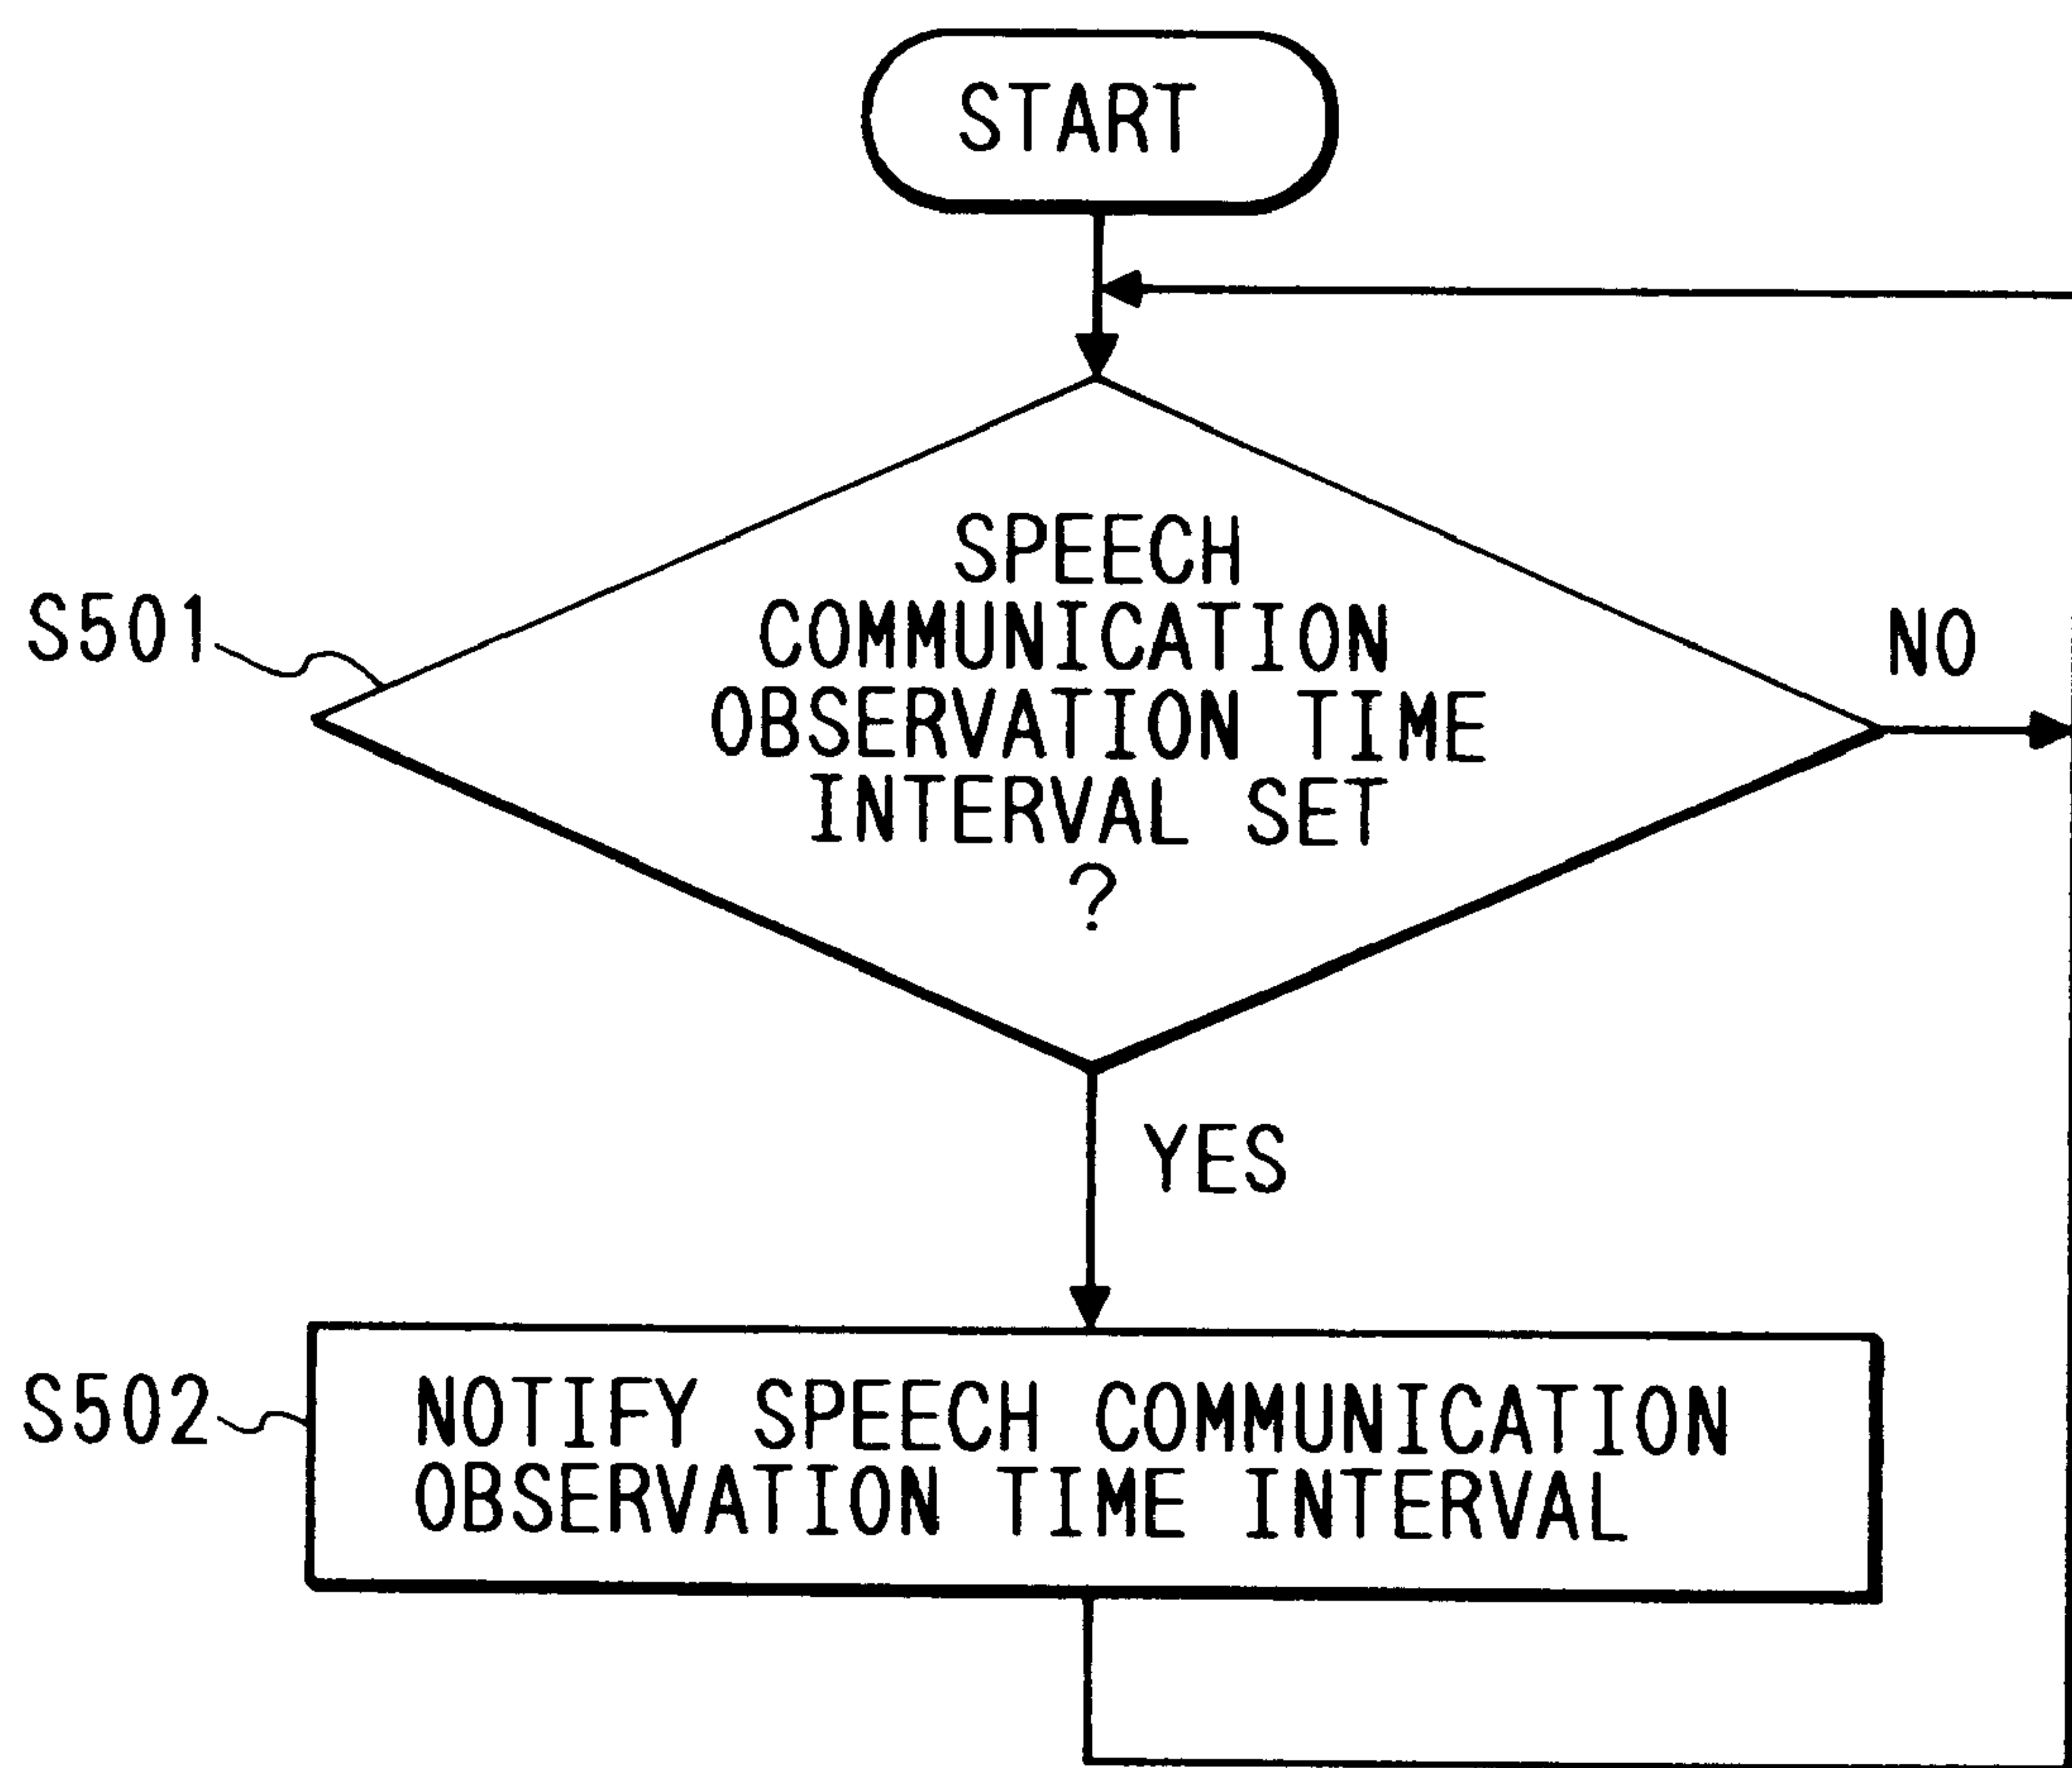 START
SPEECH
COMMUNICATION
OBSERVATION TIME
INTERVAL SET
?
S501
NO
YES
S502
NOTIFY SPEECH COMMUNICATION
OBSERVATION TIME INTERVAL